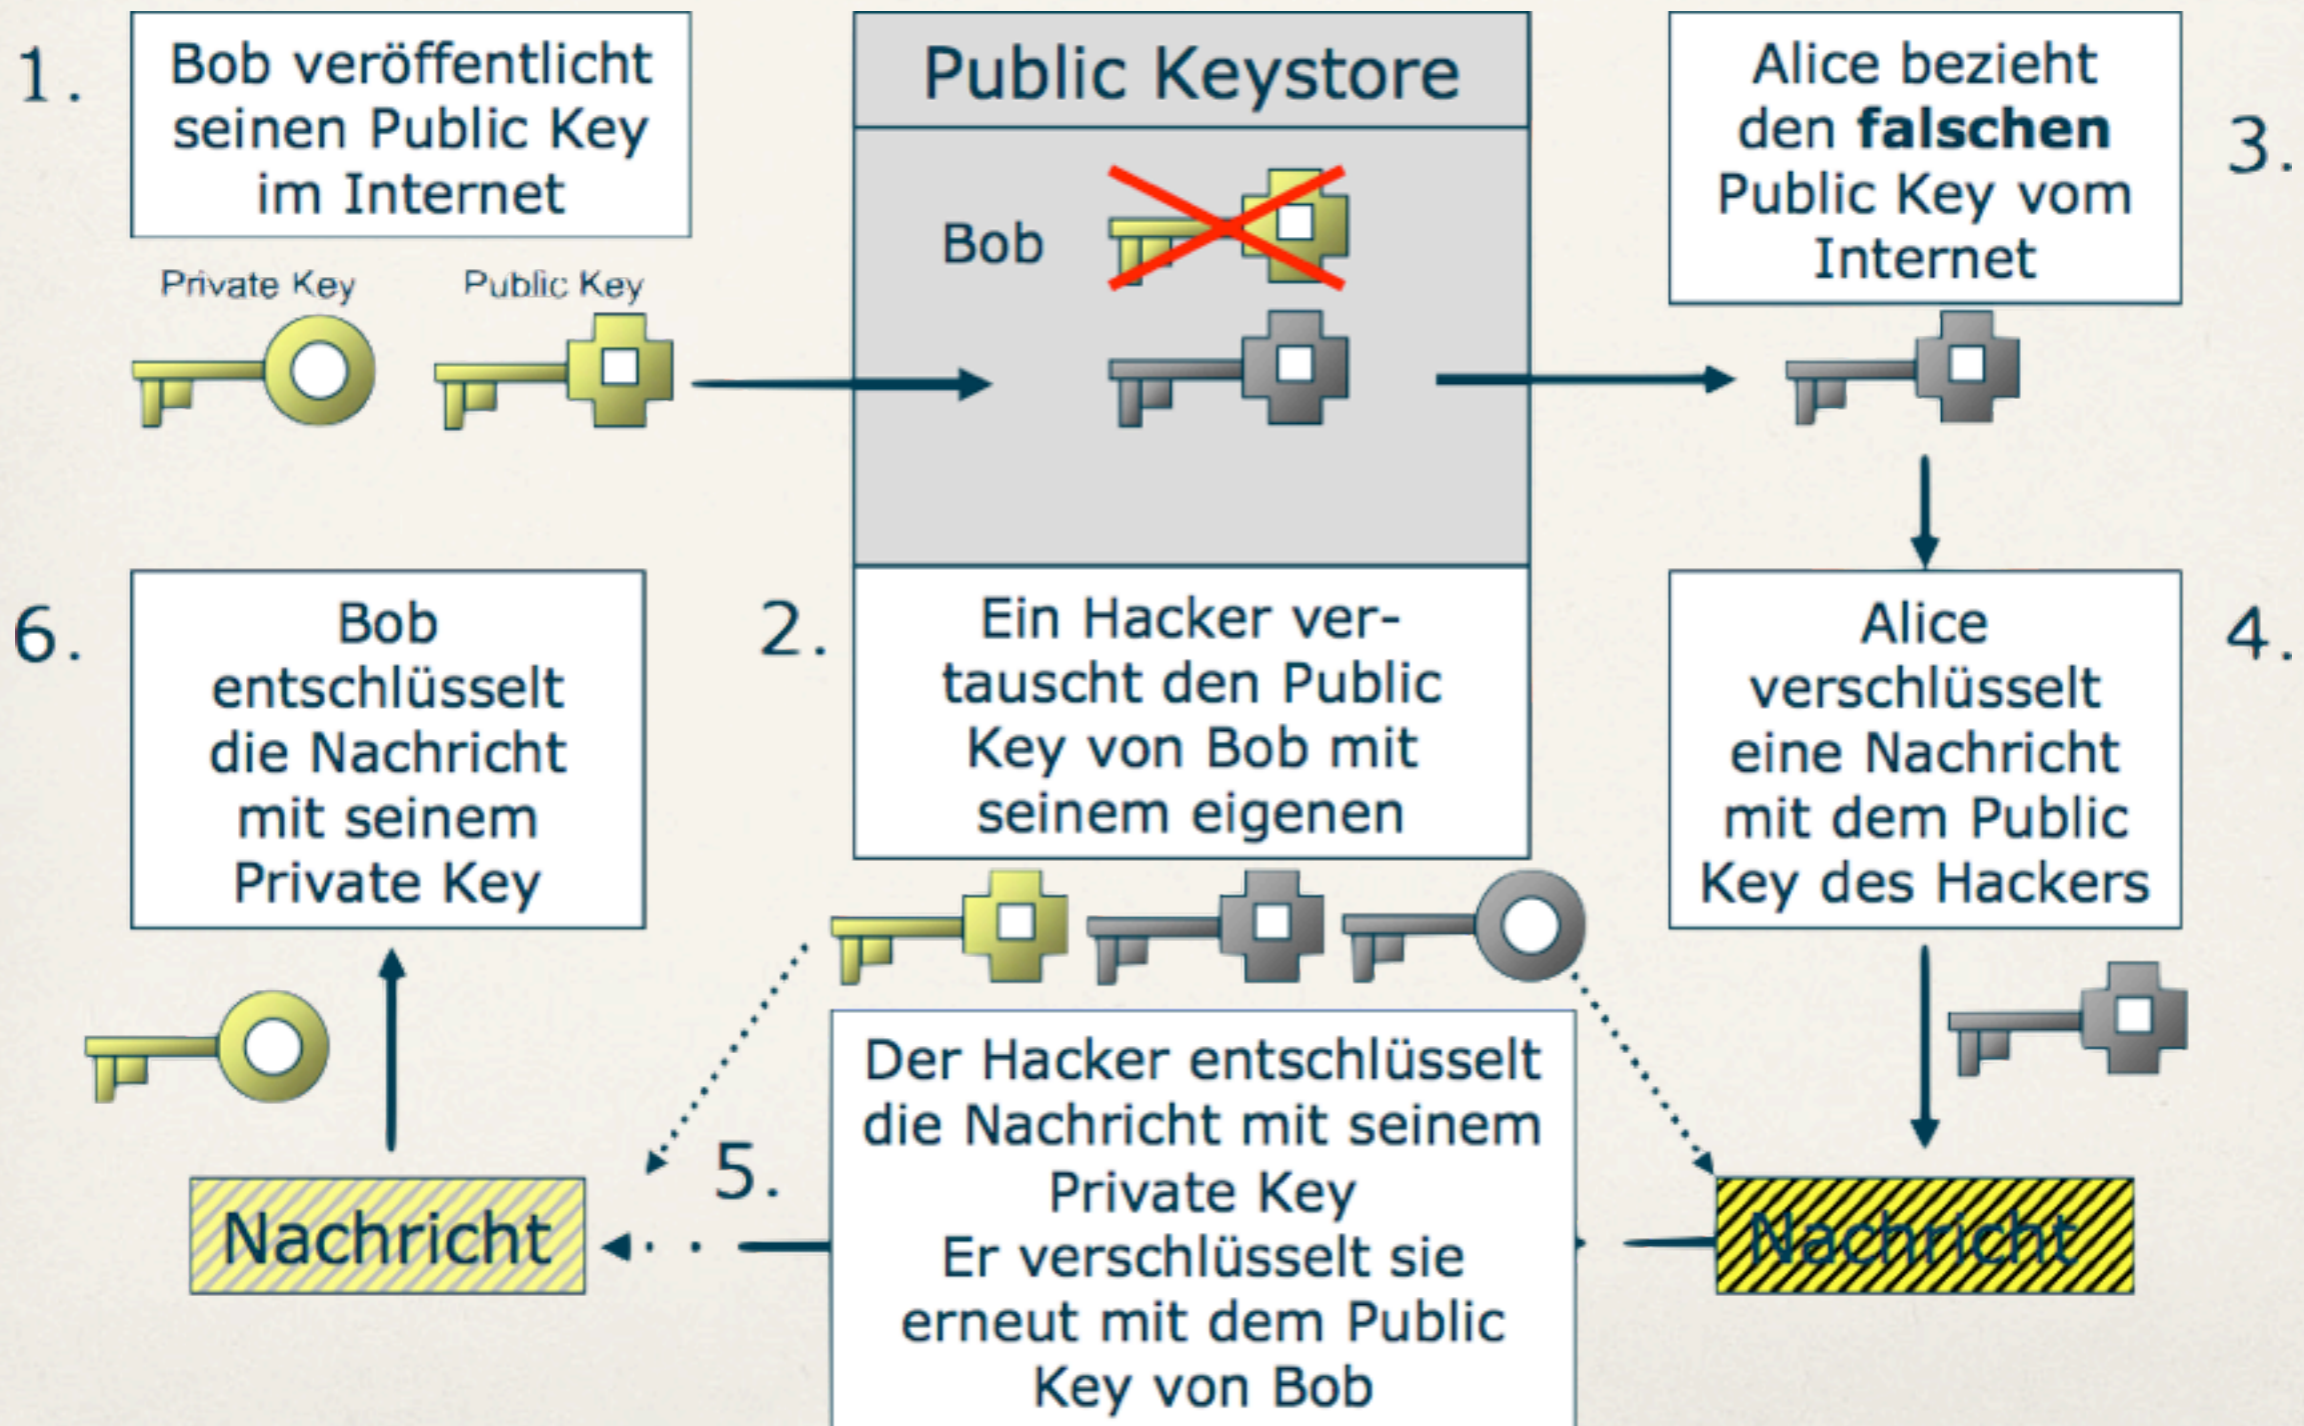 1.
Bob veröffentlicht
seinen Public Key
im Internet
Private Key
Public Key
Public Keystore
Bob
2.
Ein Hacker ver-
tauscht den Public
Key von Bob mit
seinem eigenen
3.
Alice bezieht
den falschen
Public Key vom
Internet
4.
Alice
verschlüsselt
eine Nachricht
mit dem Public
Key des Hackers
Nachricht
5.
Der Hacker entschlüsselt
die Nachricht mit seinem
Private Key
Er verschlüsselt sie
erneut mit dem Public
Key von Bob
Nachricht
6.
Bob
entschlüsselt
die Nachricht
mit seinem
Private Key